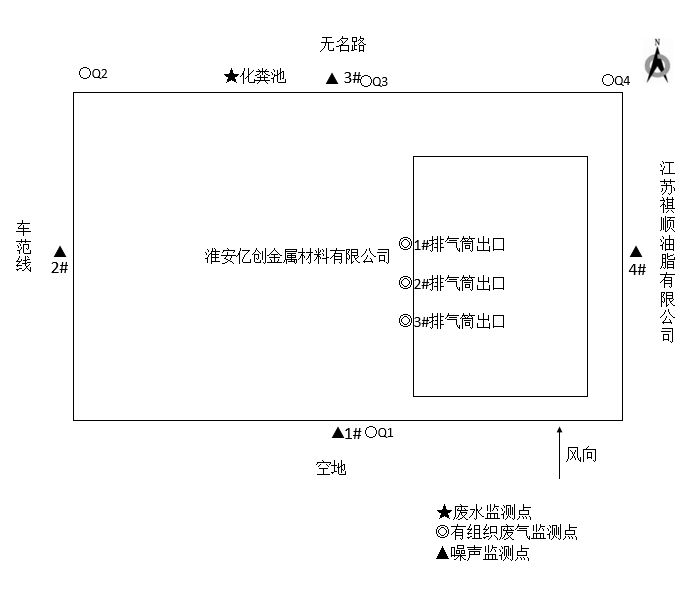 无名路
N
○Q2
★化粪池
▲ 3#
○Q3
○Q4
车范线
▲
2#
淮安亿创金属材料有限公司
◎1#排气筒出口
◎2#排气筒出口
◎3#排气筒出口
▲
4#
江苏祺顺油脂有限公司
▲1#
○Q1
空地
风向
★废水监测点
◎有组织废气监测点
▲噪声监测点